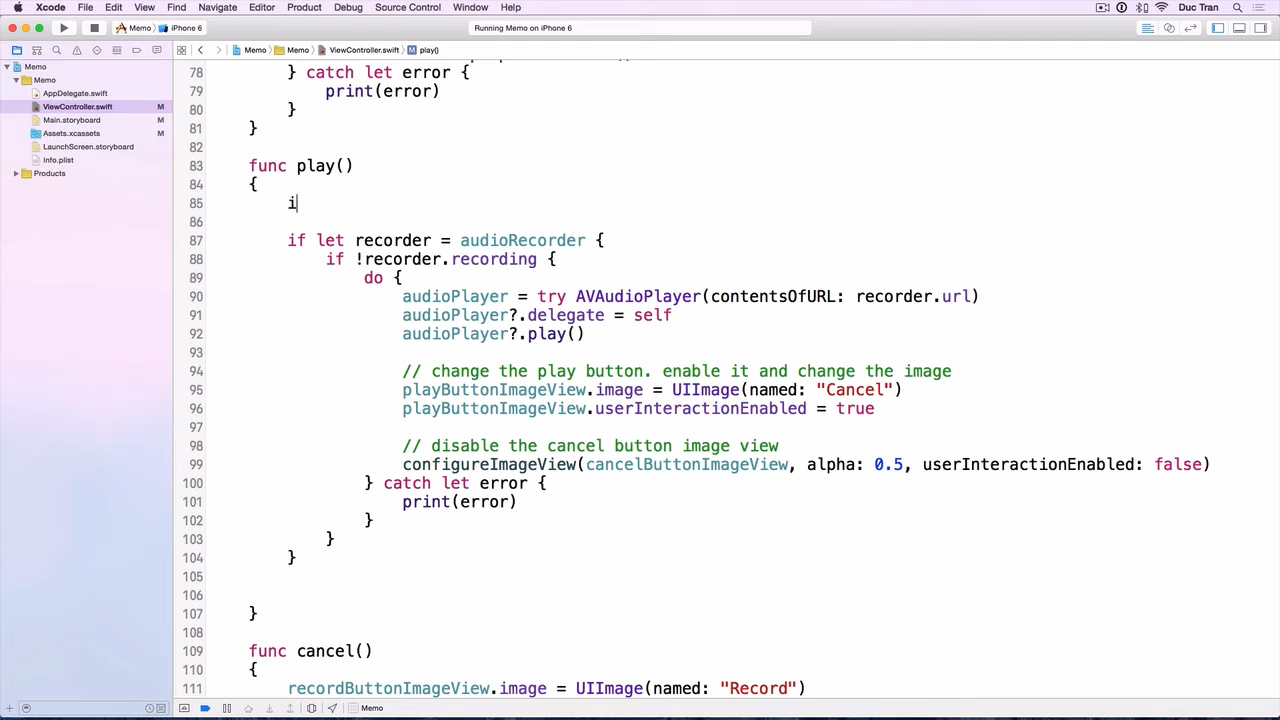 Xcode File Edit View Find Navigate Editor Product Debug Source Control Window Help Duc Tran
Memo iPhone 6 Running Memo on iPhone 6
Memo Memo ViewController.swift M play()
Memo
Memo
AppDelegate.swift
ViewController.swift M
Main.storyboard M
Assets.xcassets M
LaunchScreen.storyboard
Info.plist
Products
78 } catch let error {
79 print(error)
80 }
81 }
82
83 func play()
84 {
85 i
86
87 if let recorder = audioRecorder {
88 if !recorder.recording {
89 do {
90 audioPlayer = try AVAudioPlayer(contentsOfURL: recorder.url)
91 audioPlayer?.delegate = self
92 audioPlayer?.play()
93
94 // change the play button. enable it and change the image
95 playButtonImageView.image = UIImage(named: "Cancel")
96 playButtonImageView.userInteractionEnabled = true
97
98 // disable the cancel button image view
99 configureImageView(cancelButtonImageView, alpha: 0.5, userInteractionEnabled: false)
100 } catch let error {
101 print(error)
102 }
103 }
104 }
105
106
107 }
108
109 func cancel()
110 {
111 recordButtonImageView.image = UIImage(named: "Record")
Memo